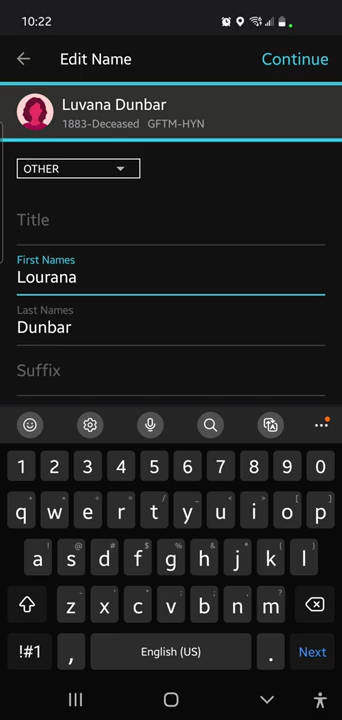 10:22
Edit Name
Continue
Luvana Dunbar
1883-Deceased GFTM-HYN
OTHER
Title
First Names
Lourana
Last Names
Dunbar
Suffix
1 2 3 4 5 6 7 8 9 0
q w e r t y u i o p
a s d f g h j k l
z x c v b n m
!#1 , English (US) . Next